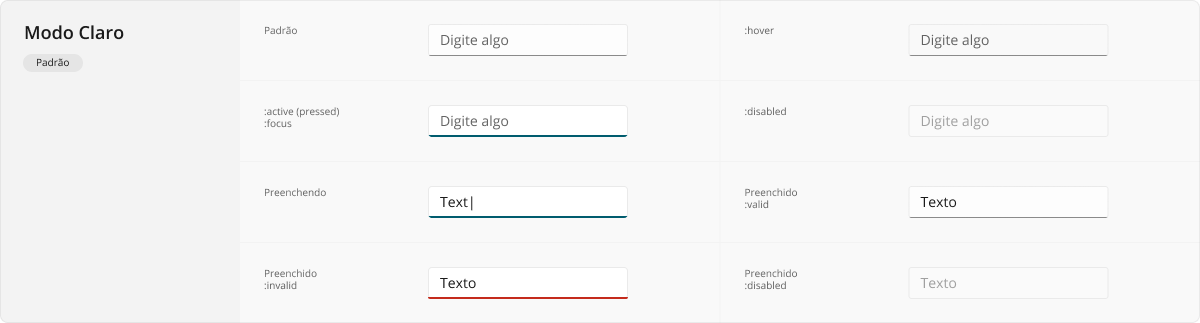 Modo Claro
Padrão
Padrão
Digite algo
:hover
Digite algo
:active (pressed)
:focus
Digite algo
:disabled
Digite algo
Preenchendo
Text|
Preenchido
:valid
Texto
Preenchido
:invalid
Texto
Preenchido
:disabled
Texto